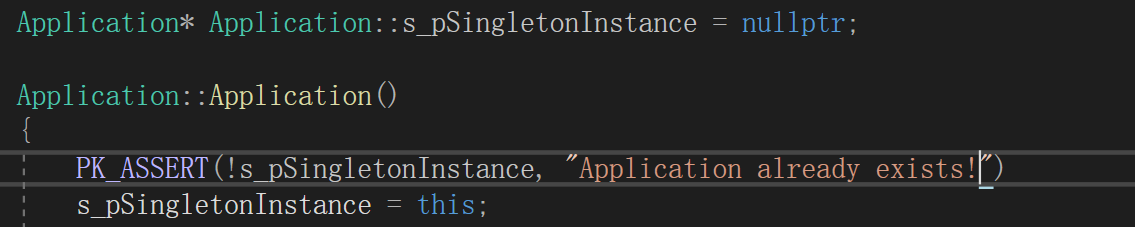 Application* Application::s_pSingletonInstance = nullptr;
Application::Application()
{
PK_ASSERT(!s_pSingletonInstance, "Application already exists!")
s_pSingletonInstance = this;